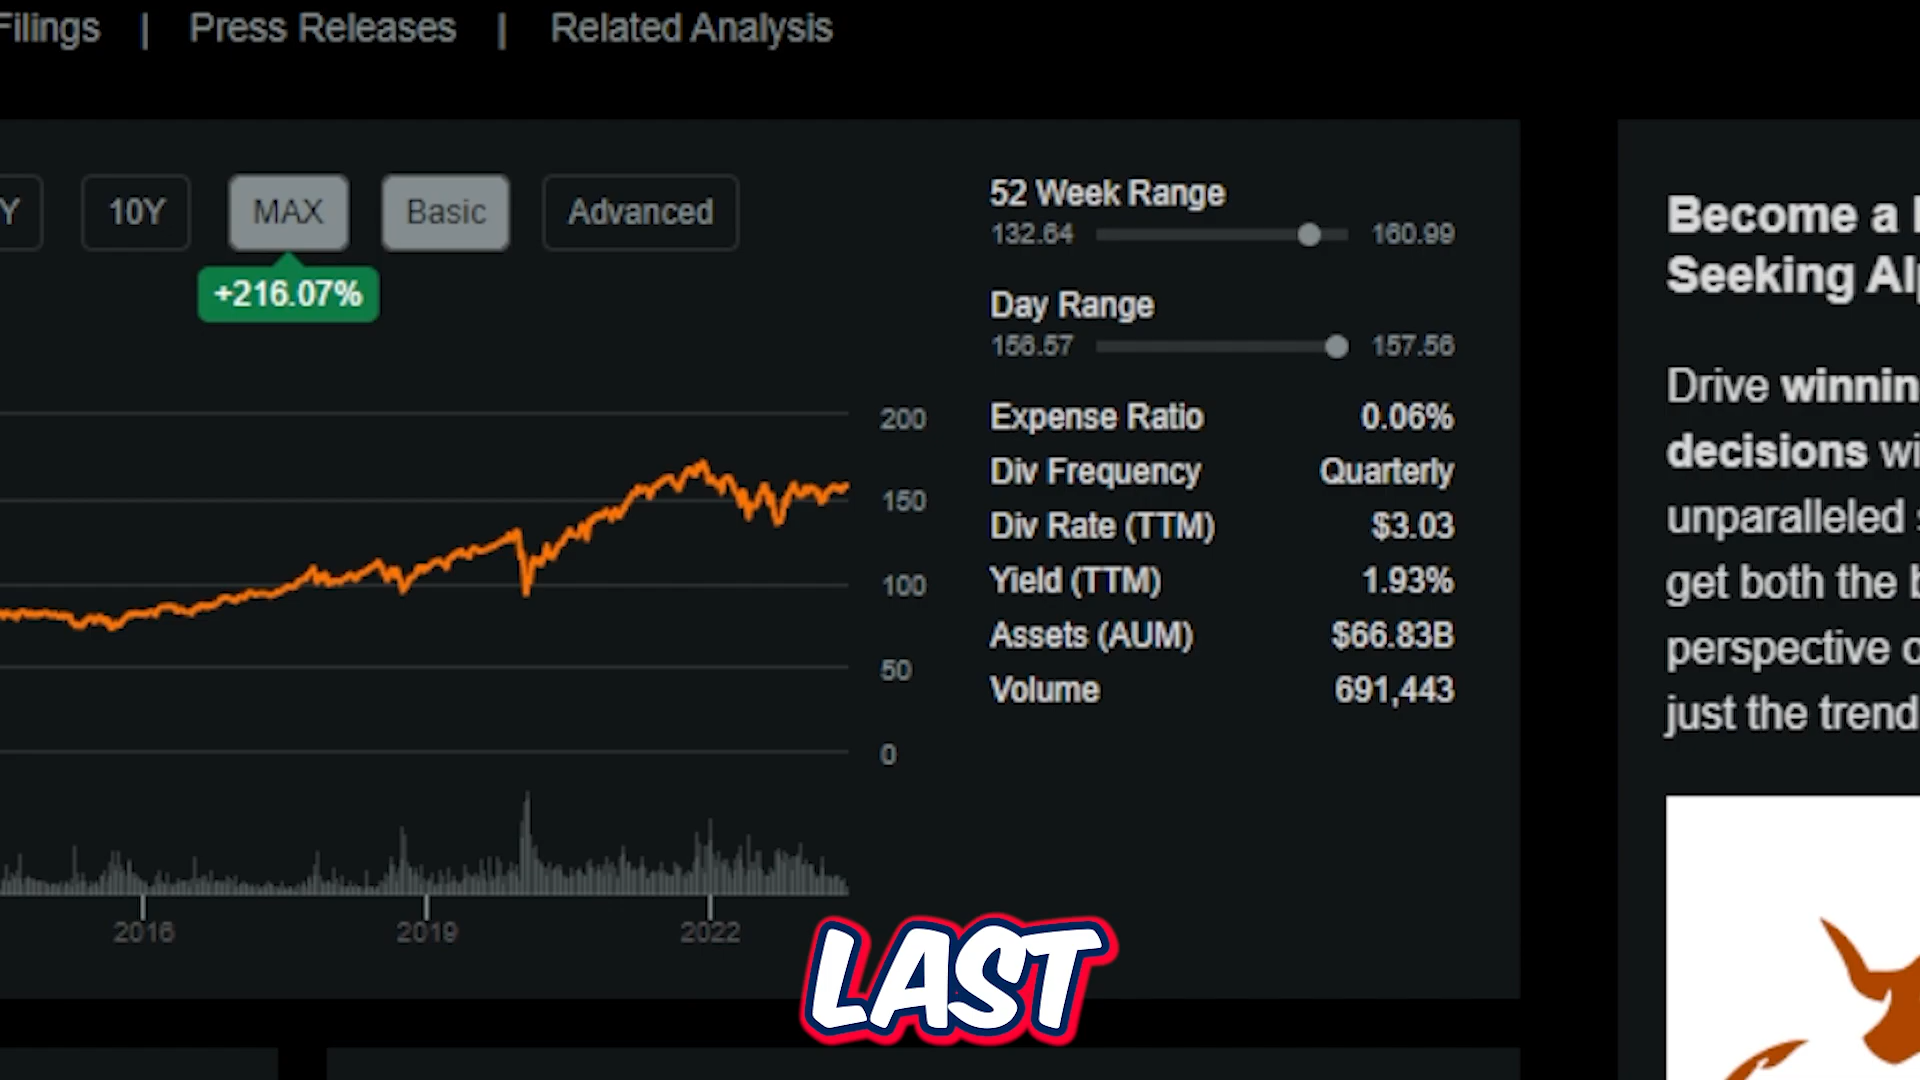 Filings | Press Releases | Related Analysis
Y 10Y MAX Basic Advanced
+216.07%
200
150
100
50
0
2016 2019 2022
52 Week Range
132.64 160.99
Day Range
156.57 157.56
Expense Ratio 0.06%
Div Frequency Quarterly
Div Rate (TTM) $3.03
Yield (TTM) 1.93%
Assets (AUM) $66.83B
Volume 691,443
Become a
Seeking Al
Drive winnin
decisions wi
unparalleled
get both the
perspective
just the trend
LAST